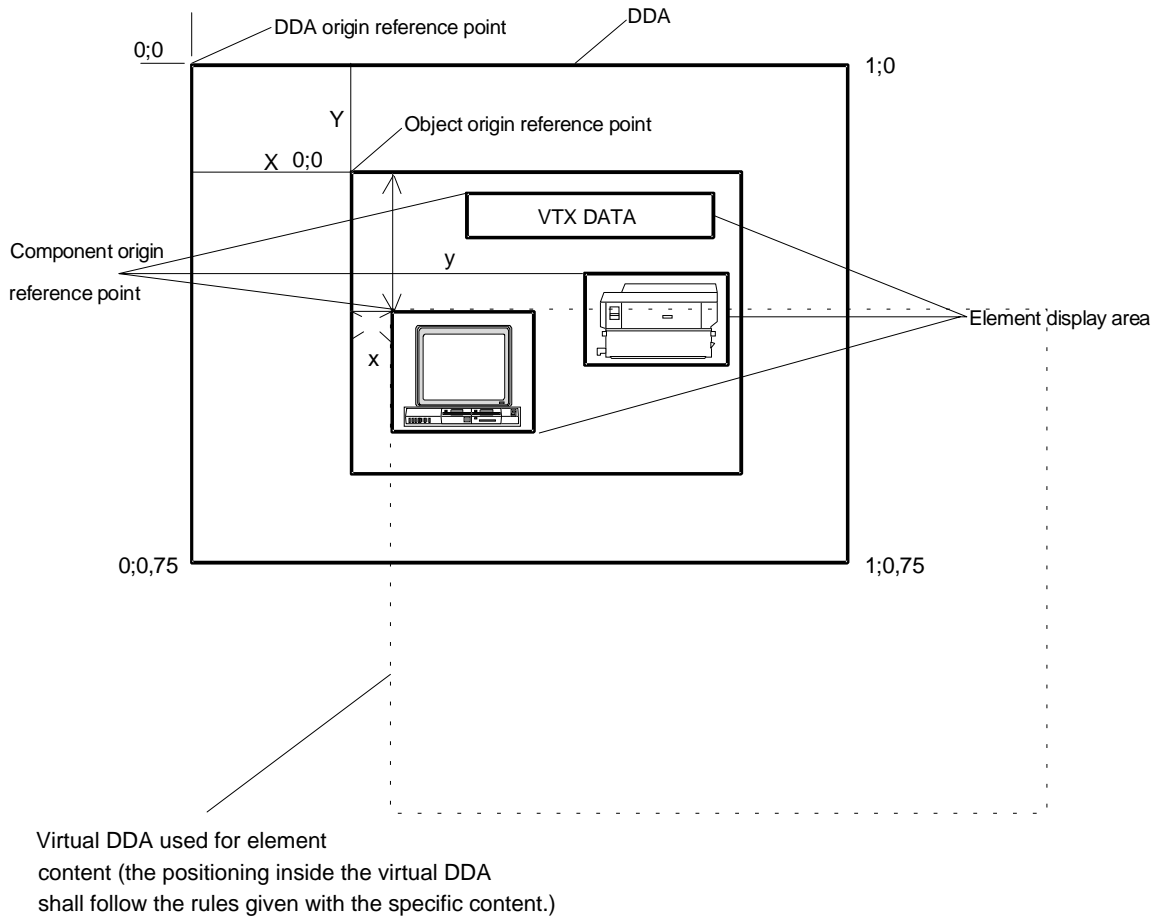 DDA origin reference point
DDA
0;0
1;0
Y
Object origin reference point
X 0;0
VTX DATA
Component origin
reference point
y
Element display area
x
0;0,75
1;0,75
Virtual DDA used for element
content (the positioning inside the virtual DDA
shall follow the rules given with the specific content.)